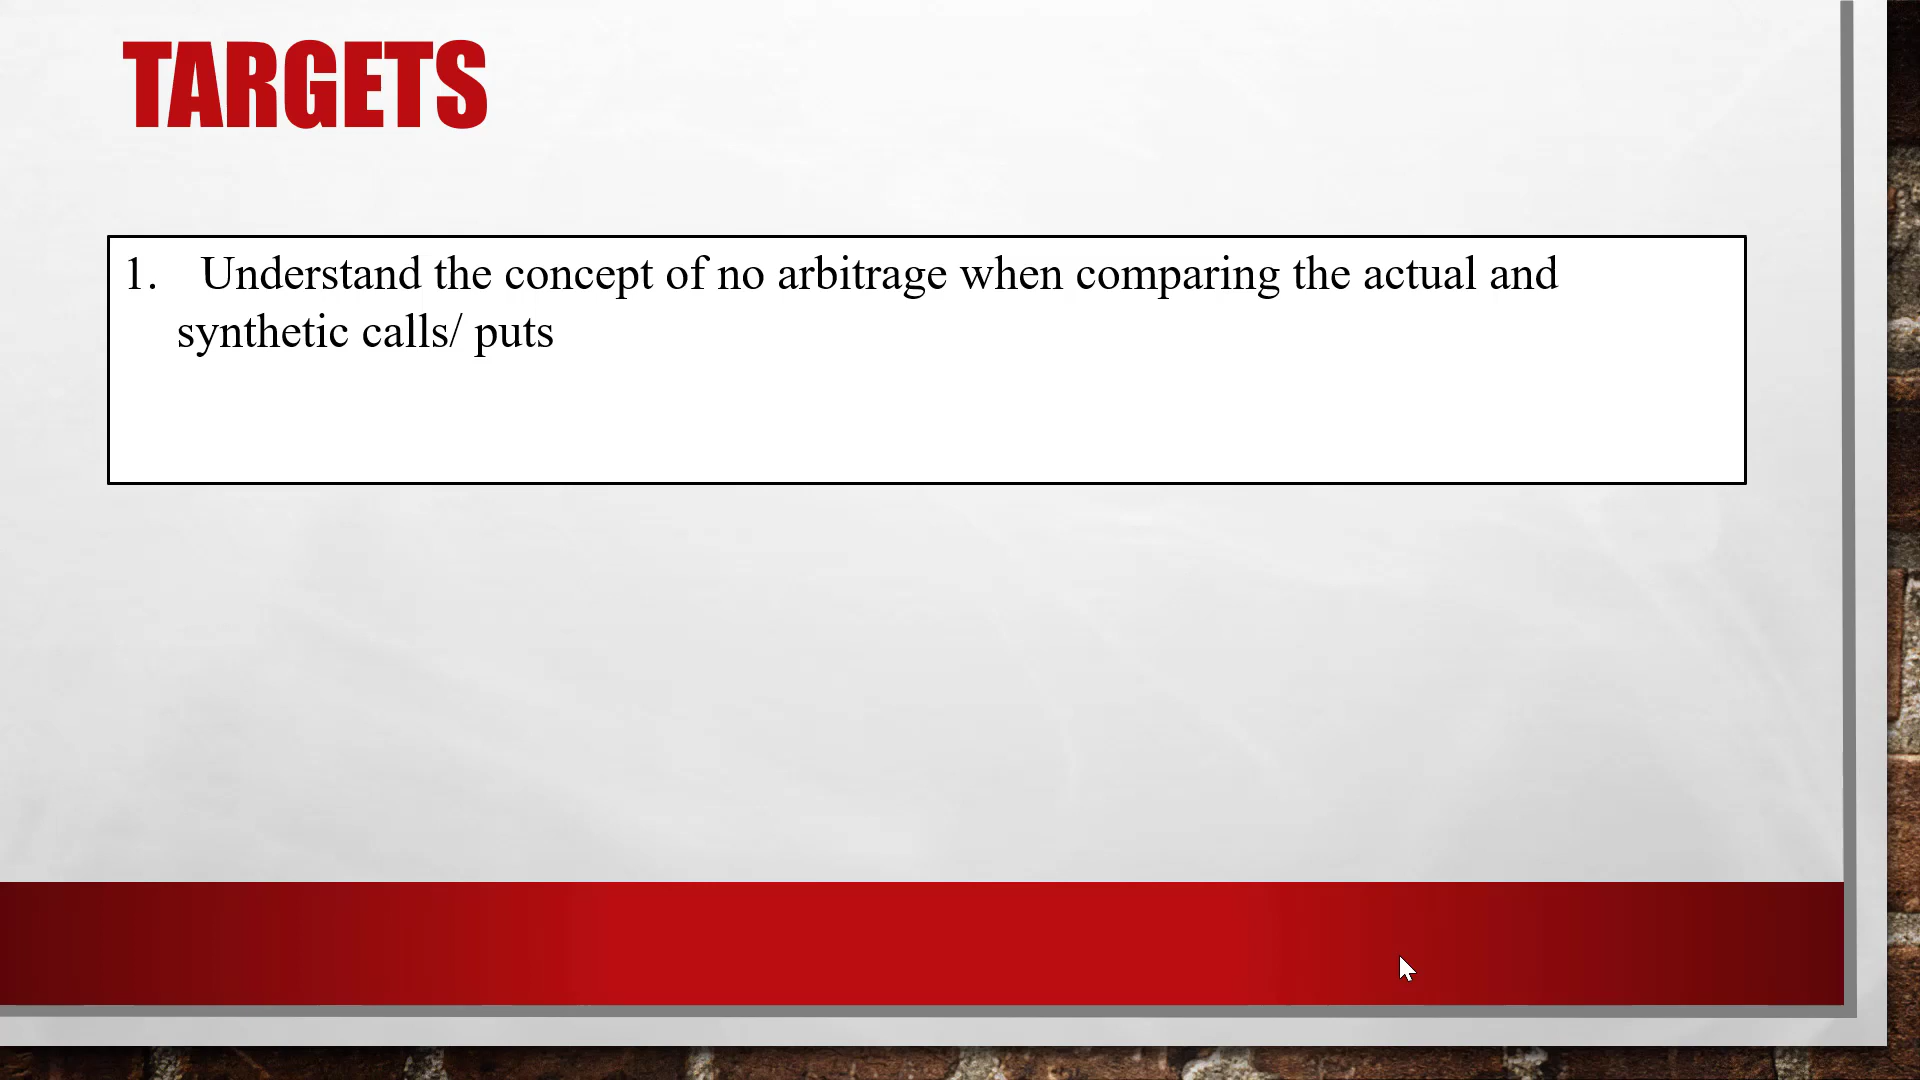 TARGETS
1. Understand the concept of no arbitrage when comparing the actual and
synthetic calls/ puts